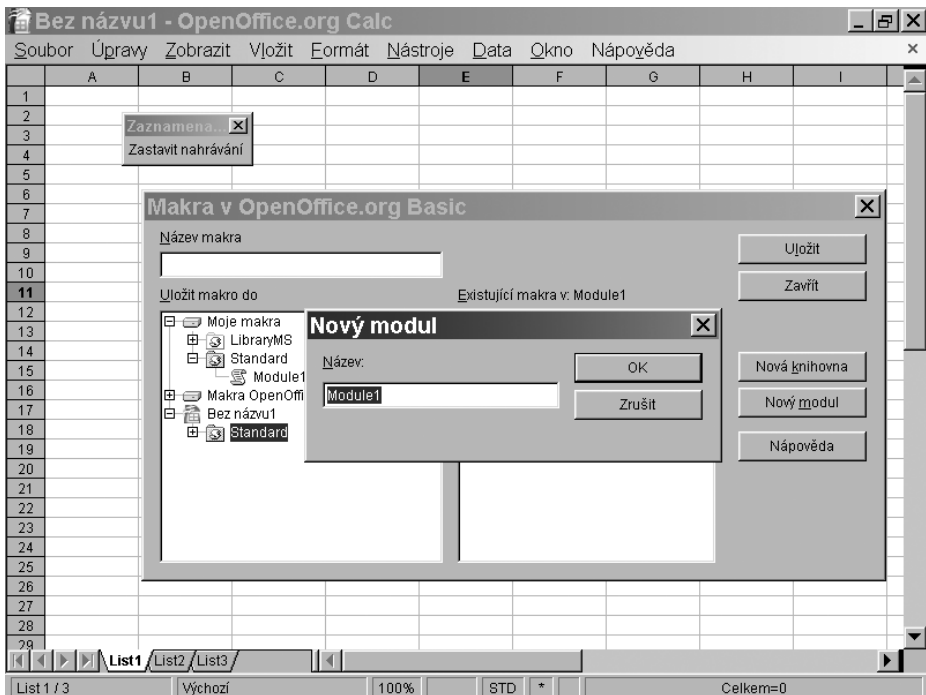 Bez názvu1 - OpenOffice.org Calc
Soubor Úpravy Zobrazit Vložit Formát Nástroje Data Okno Nápověda
A B C D E F G H I
1
2
3
4
5
6
7
8
9
10
11
12
13
14
15
16
17
18
19
20
21
22
23
24
25
26
27
28
29
Zaznamena...
Zastavit nahrávání
Makra v OpenOffice.org Basic
Název makra
Uložit
Zavřít
Uložit makro do
Existující makra v: Module1
Moje makra
LibraryMS
Standard
Module1
Makra OpenOffi
Bez názvu1
Standard
Nový modul
Název:
Module1
OK
Zrušit
Nová knihovna
Nový modul
Nápověda
List1 List2 List3
List 1 / 3 Výchozí 100% STD * Celkem=0